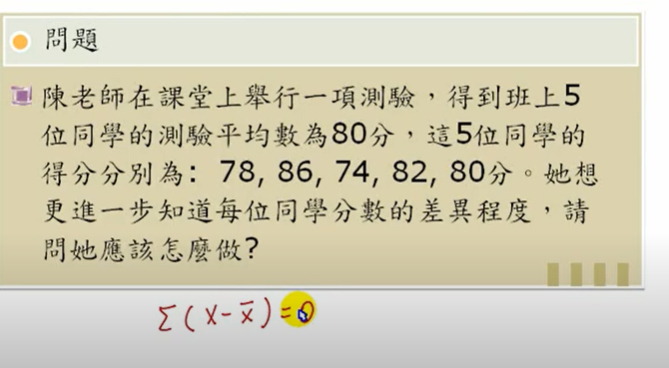 問題
陳老師在課堂上舉行一項測驗，得到班上5
位同學的測驗平均數為80分，這5位同學的
得分分別為: 78, 86, 74, 82, 80分。她想
更進一步知道每位同學分數的差異程度，請
問她應該怎麼做?
Σ(X-x̄)=0